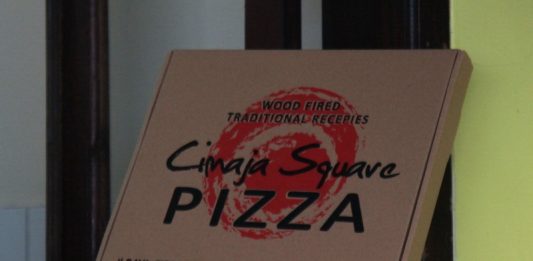 WOOD FIRED
TRADITIONAL RECEPIES
Cinaja Square
PIZZA